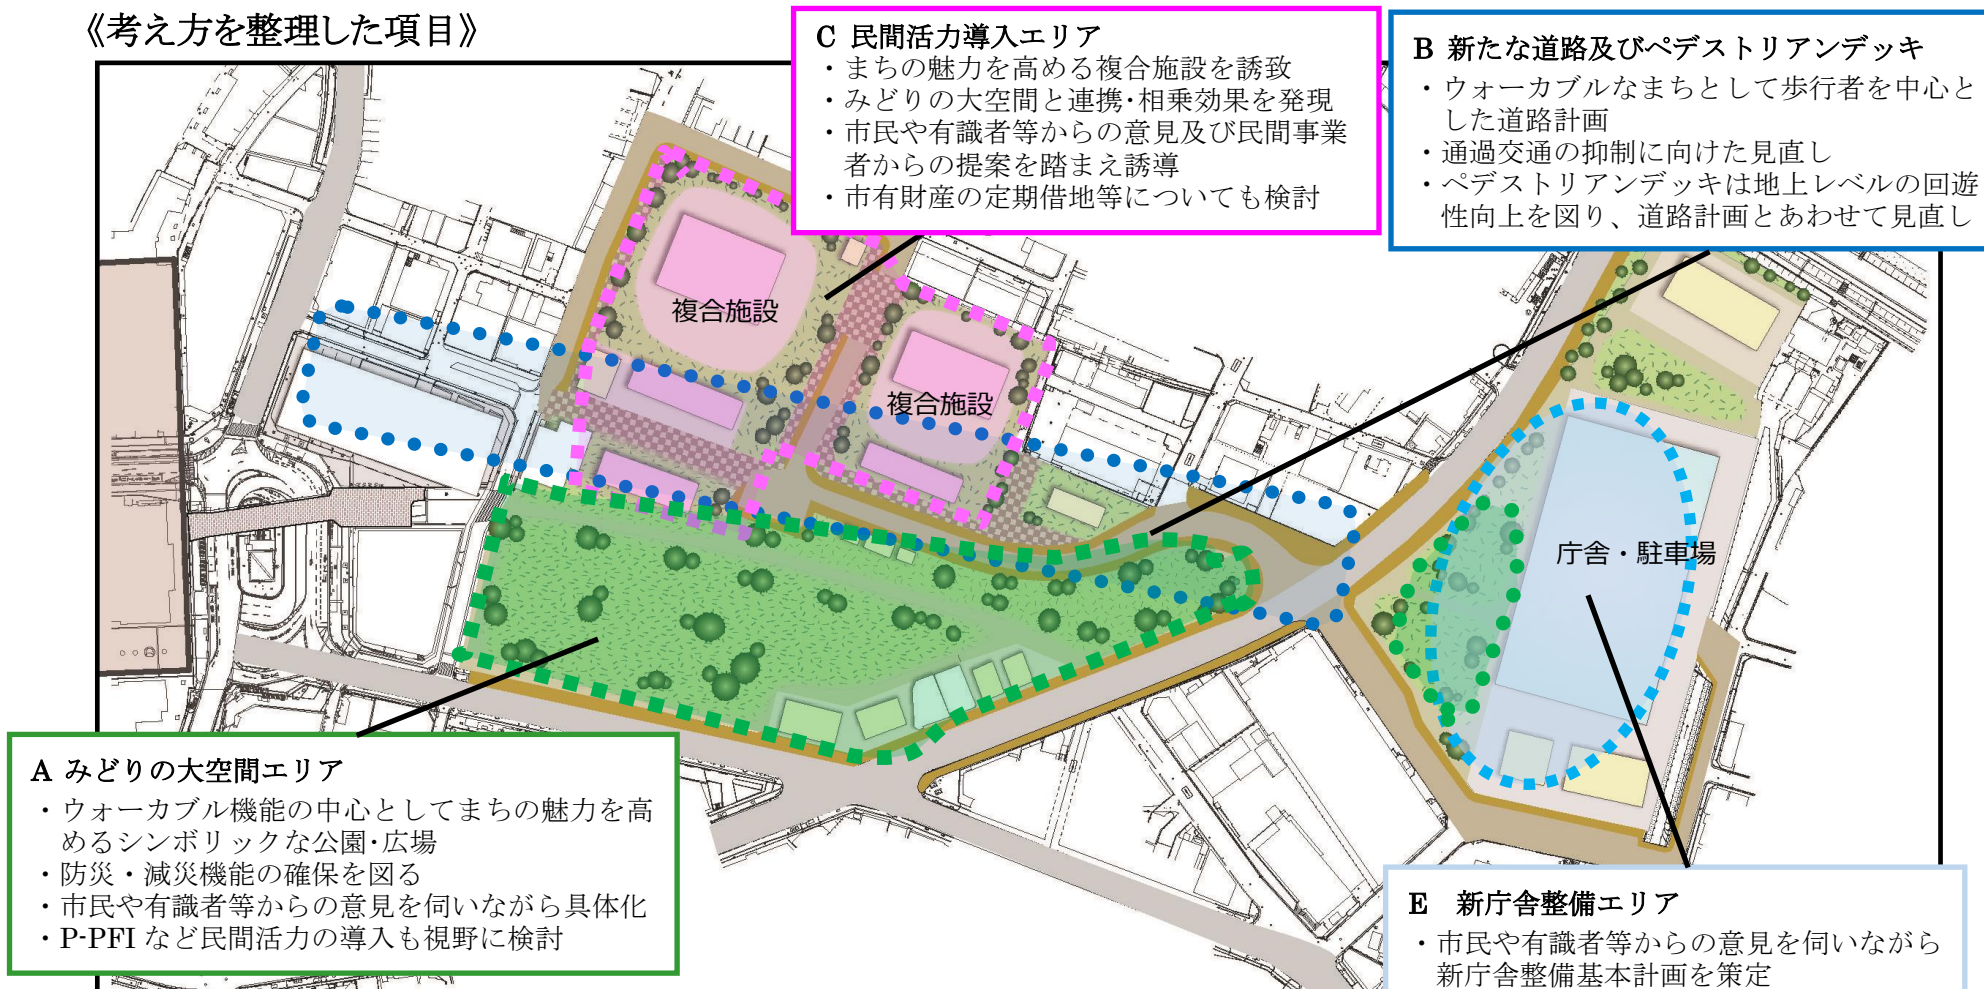 《考え方を整理した項目》
C 民間活力導入エリア
・まちの魅力を高める複合施設を誘致
・みどりの大空間と連携・相乗効果を発現
・市民や有識者等からの意見及び民間事業
者からの提案を踏まえ誘導
・市有財産の定期借地等についても検討
B 新たな道路及びペデストリアンデッキ
・ウォーカブルなまちとして歩行者を中心と
した道路計画
・通過交通の抑制に向けた見直し
・ペデストリアンデッキは地上レベルの回遊
性向上を図り、道路計画とあわせて見直し
複合施設
複合施設
庁舎・駐車場
A みどりの大空間エリア
・ウォーカブル機能の中心としてまちの魅力を高
めるシンボリックな公園・広場
・防災・減災機能の確保を図る
・市民や有識者等からの意見を伺いながら具体化
・P-PFI など民間活力の導入も視野に検討
E 新庁舎整備エリア
・市民や有識者等からの意見を伺いながら
新庁舎整備基本計画を策定